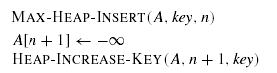 MAX-HEAP-INSERT(A, key, n)
A[n + 1] ← −∞
HEAP-INCREASE-KEY(A, n + 1, key)